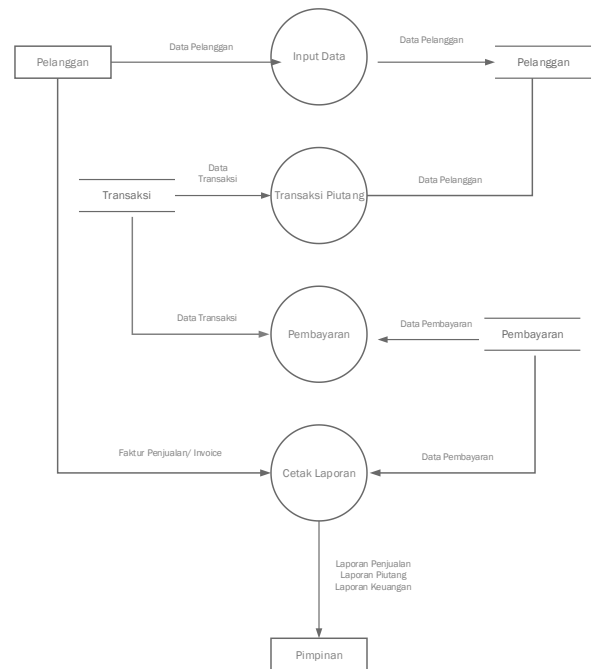 Data Pelanggan
Data Pelanggan
Pelanggan
Input Data
Pelanggan
Data
Transaksi
Transaksi
Transaksi Piutang
Data Pelanggan
Data Transaksi
Pembayaran
Data Pembayaran
Pembayaran
Faktur Penjualan/ Invoice
Cetak Laporan
Data Pembayaran
Laporan Penjualan
Laporan Piutang
Laporan Keuangan
Pimpinan